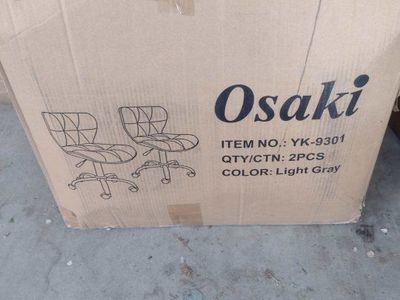 Osaki
ITEM NO.: YK-9301
QTY/CTN: 2PCS
COLOR: Light Gray